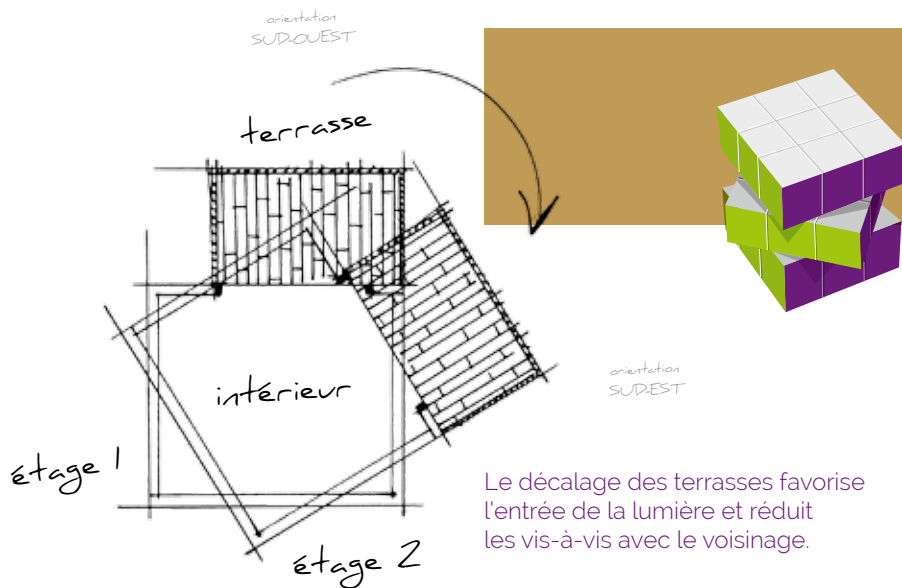 orientation
SUD-OUEST
terrasse
intérieur
orientation
SUD-EST
étage 1
étage 2
Le décalage des terrasses favorise
l'entrée de la lumière et réduit
les vis-à-vis avec le voisinage.